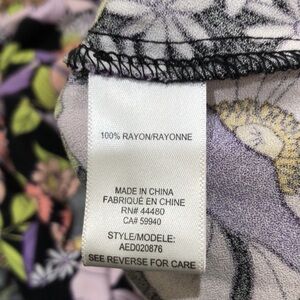 100% RAYON/RAYONNE
MADE IN CHINA
FABRIQUÉ EN CHINE
RN# 44480
CA# 59940
STYLE/MODELE:
AED020876
SEE REVERSE FOR CARE